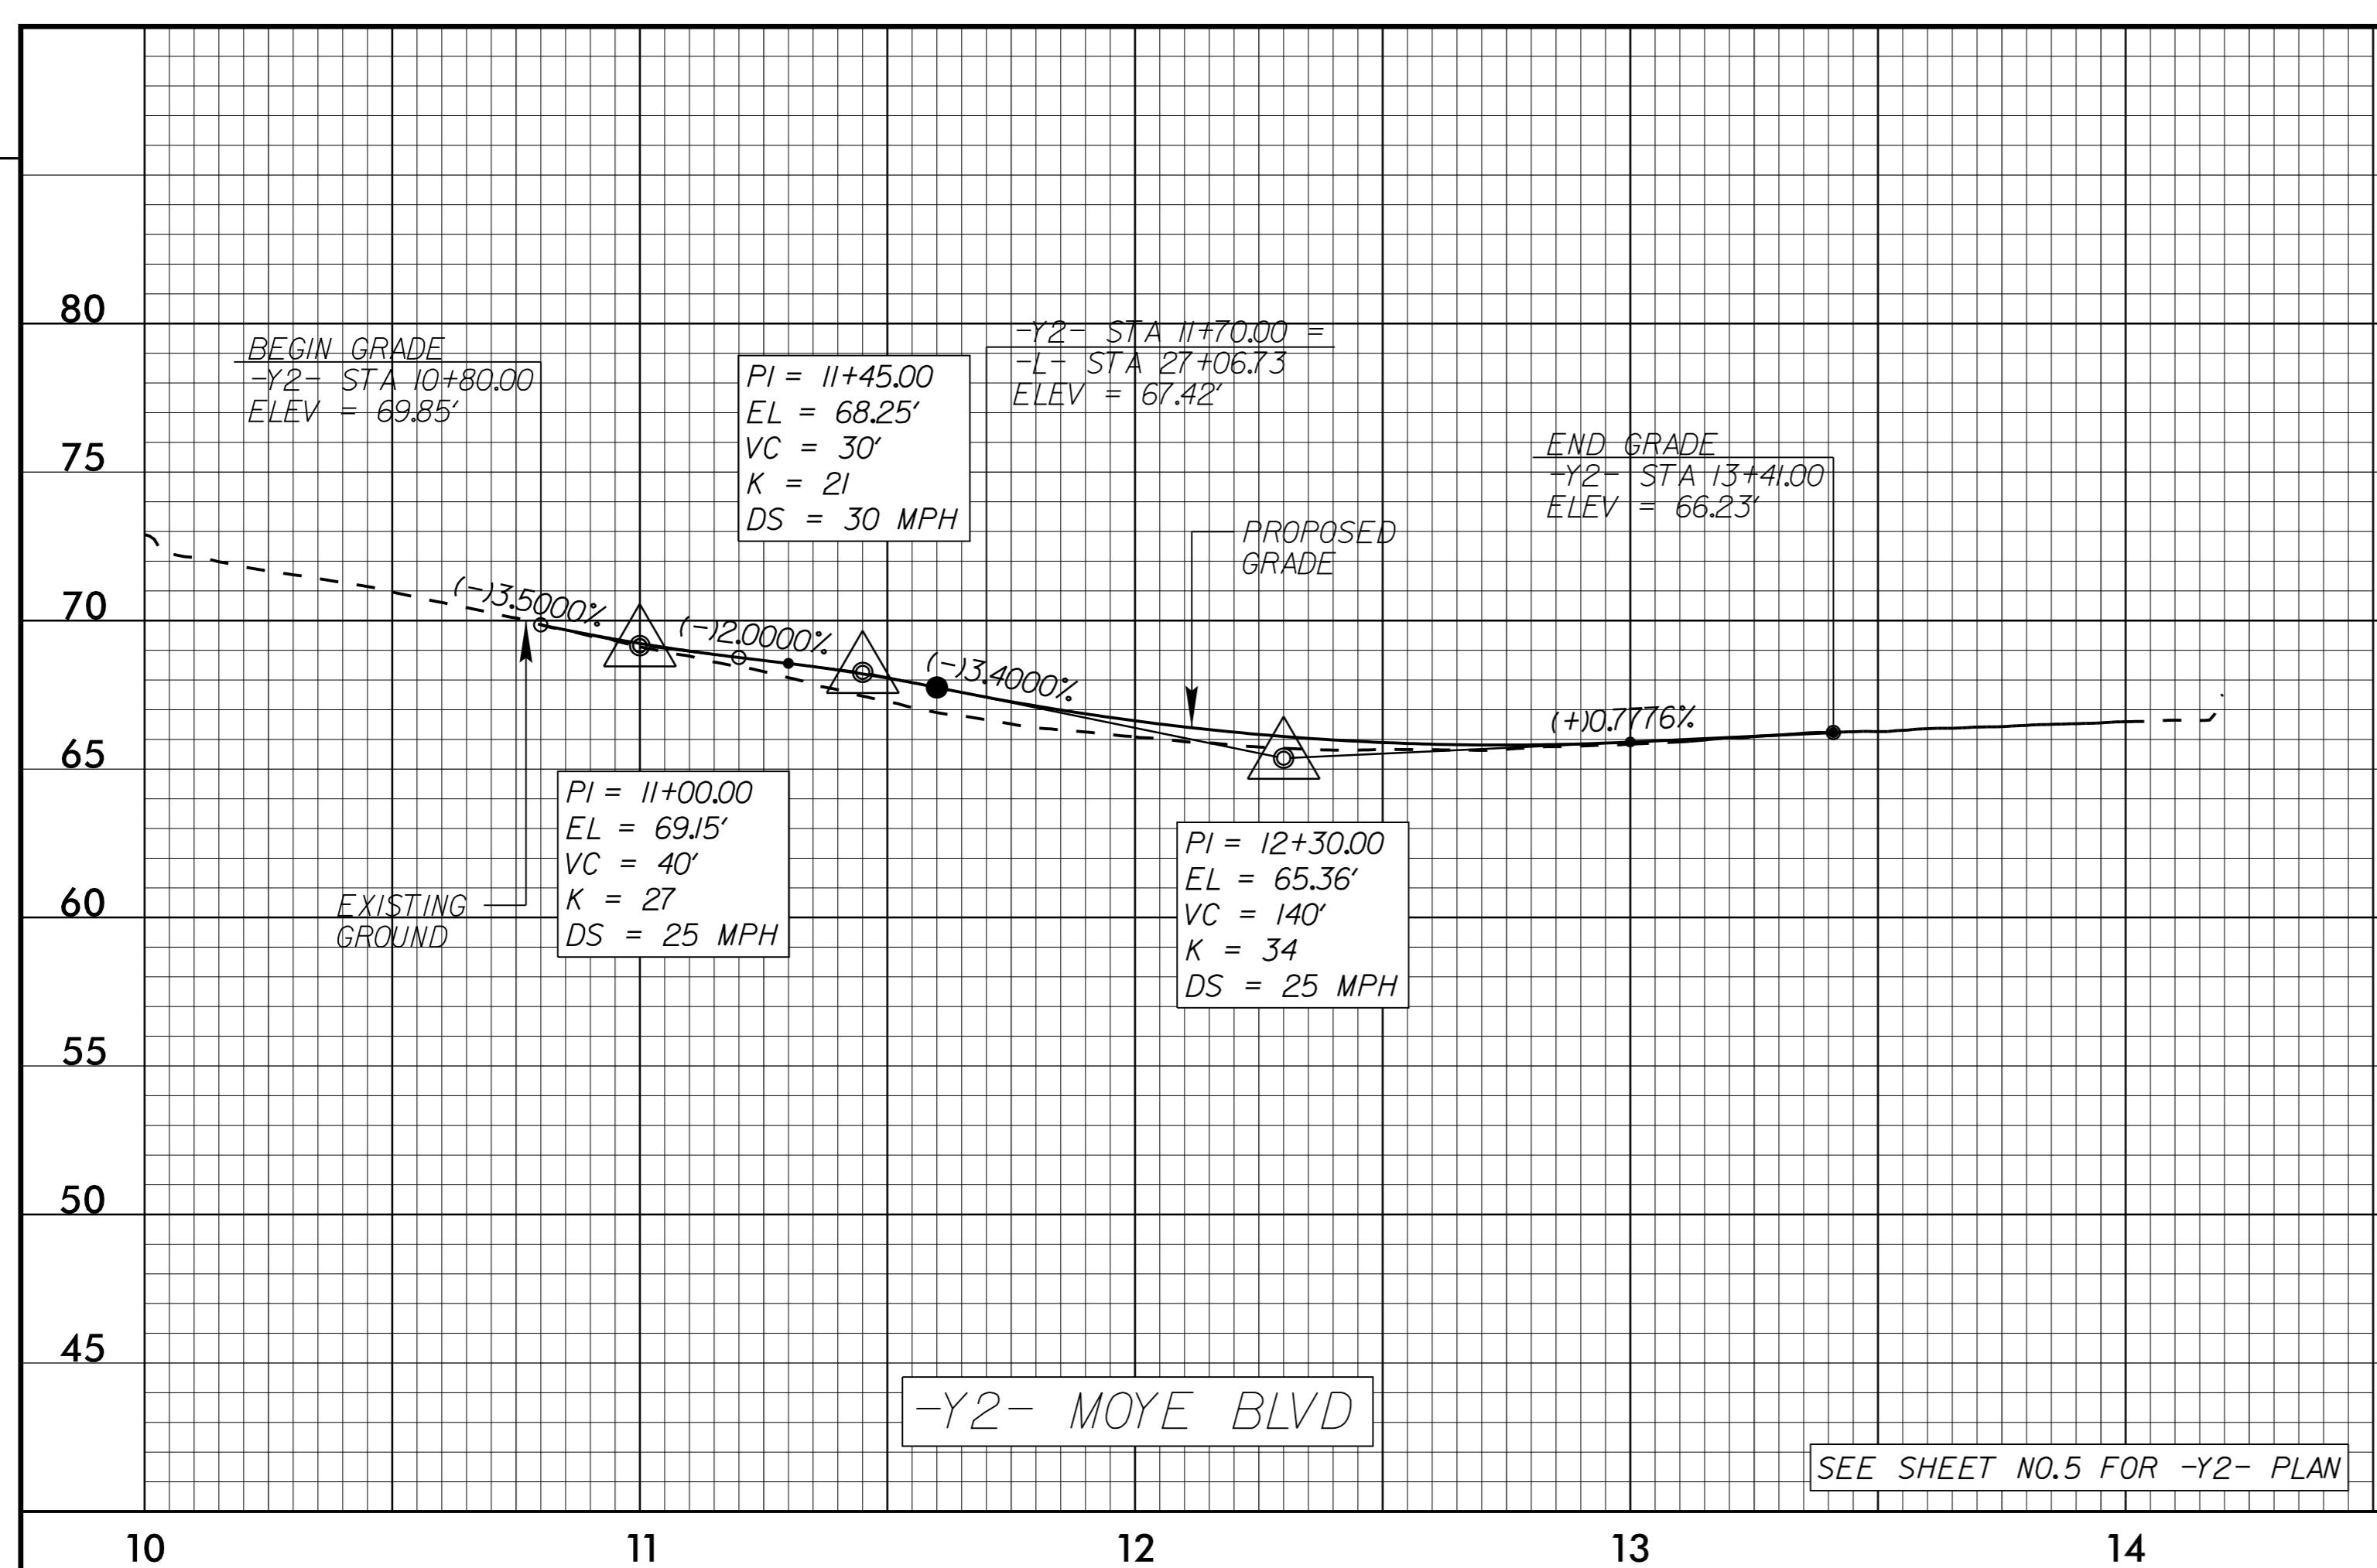 80
75
70
65
60
55
50
45
BEGIN GRADE
-Y2- STA 10+80.00
ELEV = 69.85'
PI = 11+45.00
EL = 68.25'
VC = 30'
K = 21
DS = 30 MPH
-Y2- STA 11+70.00 =
-L- STA 27+06.73
ELEV = 67.42'
END GRADE
-Y2- STA 13+41.00
ELEV = 66.23'
PROPOSED
GRADE
(-)3.5000%
(-)2.0000%
(-)3.4000%
(+)0.7776%
PI = 11+00.00
EL = 69.15'
VC = 40'
K = 27
DS = 25 MPH
EXISTING
GROUND
PI = 12+30.00
EL = 65.36'
VC = 140'
K = 34
DS = 25 MPH
-Y2- MOYE BLVD
SEE SHEET NO.5 FOR -Y2- PLAN
10 11 12 13 14